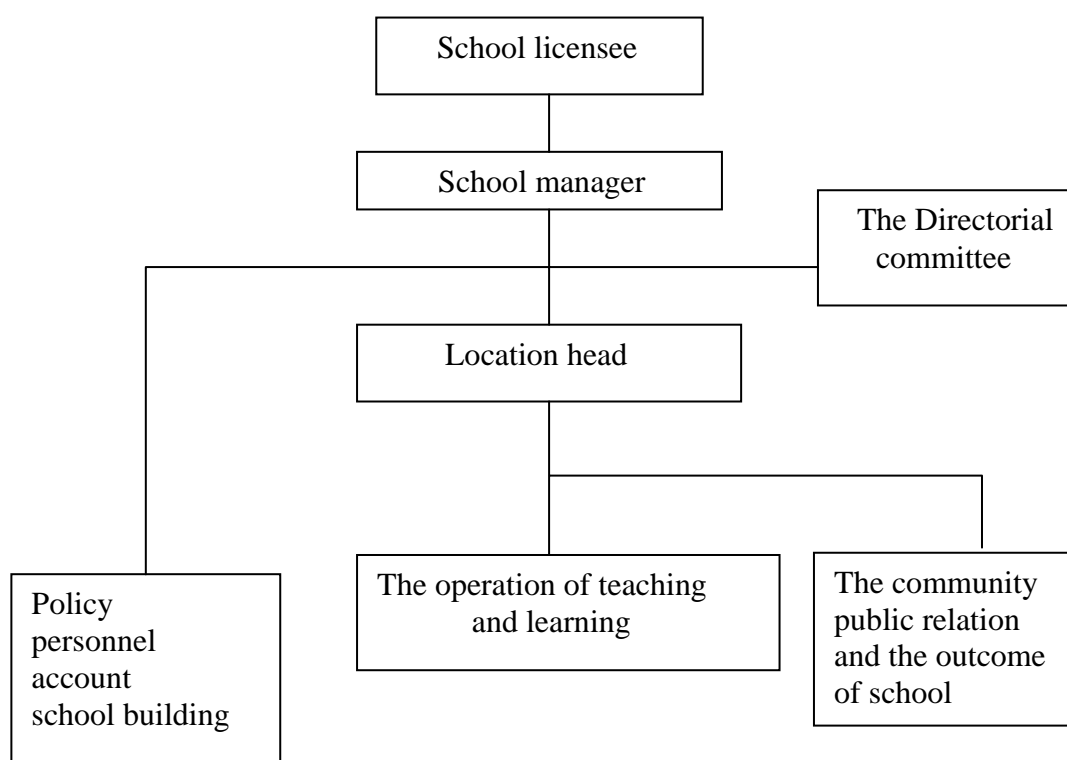 School licensee
School manager
The Directorial
committee
Location head
Policy
personnel
account
school building
The operation of teaching
and learning
The community
public relation
and the outcome
of school